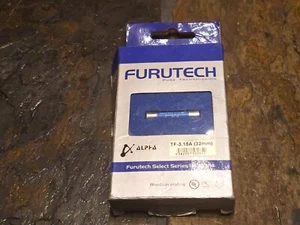 FURUTECH
PURE TRANSMISSION
ALPHA
TF-3.15A (32mm)
Furutech Select Series